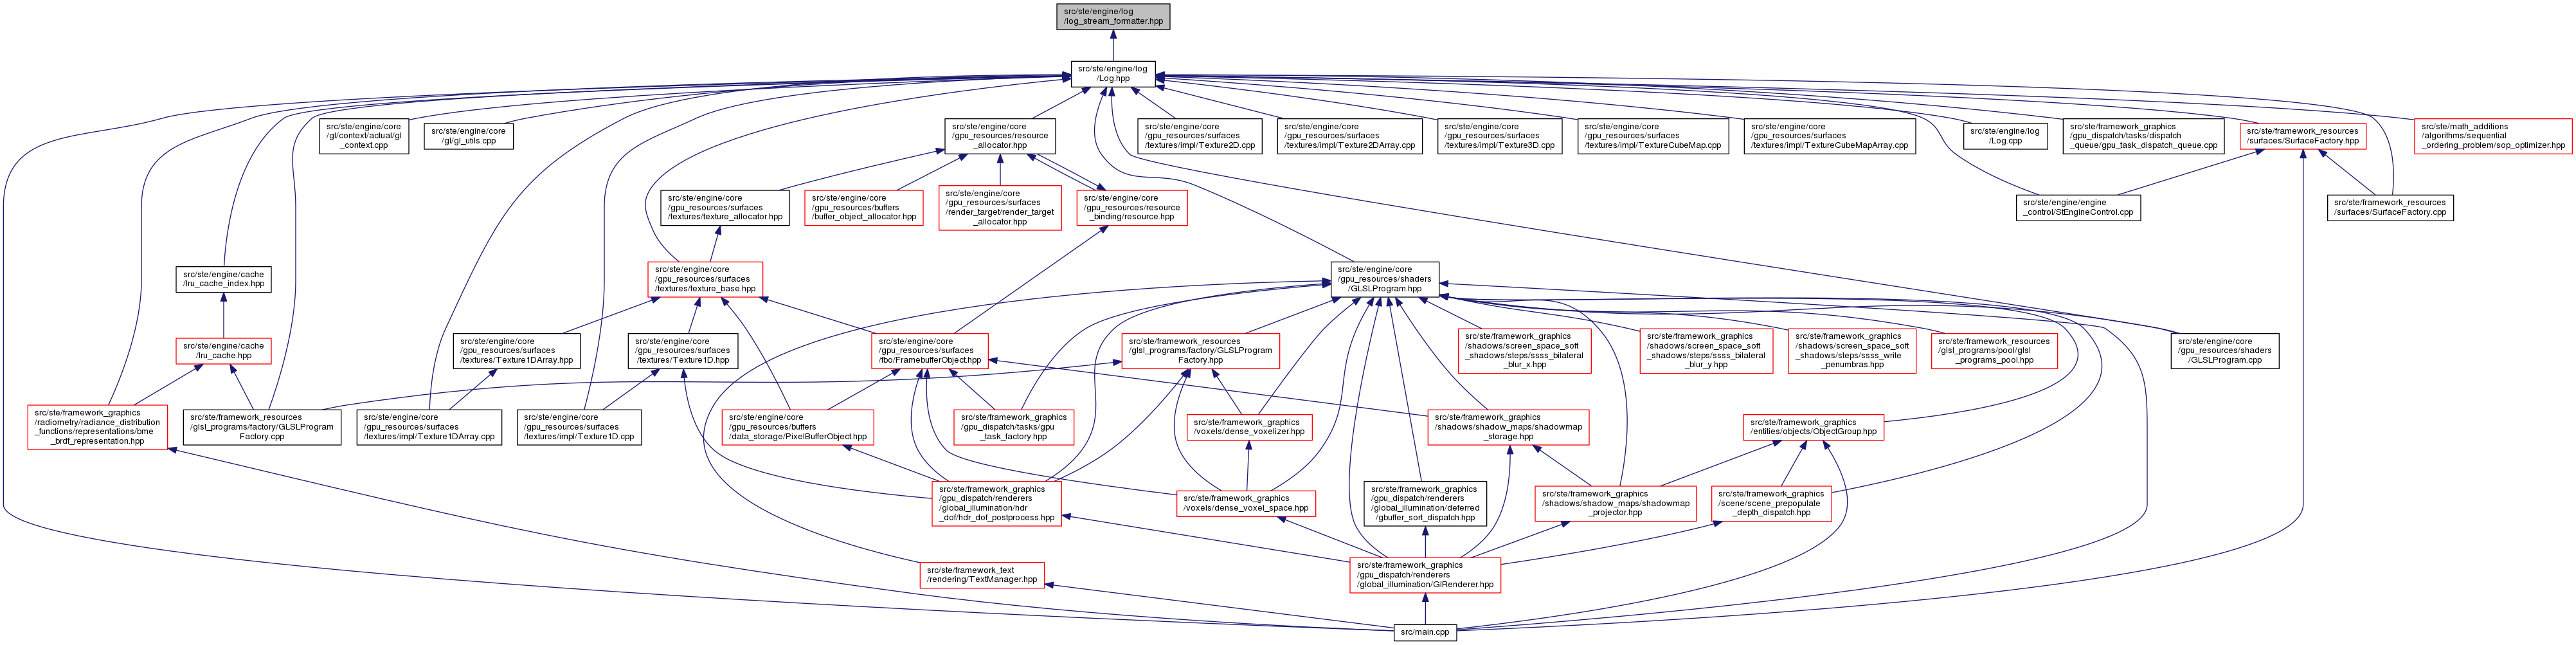 src/ste/engine/log
/log_stream_formatter.hpp
src/ste/engine/log
/Log.hpp
src/ste/engine/core
/gl/context/actual/gl
_context.cpp
src/ste/engine/core
/gl/gl_utils.cpp
src/ste/engine/core
/gpu_resources/resource
_allocator.hpp
src/ste/engine/core
/gpu_resources/surfaces
/textures/impl/Texture2D.cpp
src/ste/engine/core
/gpu_resources/surfaces
/textures/impl/Texture2DArray.cpp
src/ste/engine/core
/gpu_resources/surfaces
/textures/impl/Texture3D.cpp
src/ste/engine/core
/gpu_resources/surfaces
/textures/impl/TextureCubeMap.cpp
src/ste/engine/core
/gpu_resources/surfaces
/textures/impl/TextureCubeMapArray.cpp
src/ste/engine/log
/Log.cpp
src/ste/framework_graphics
/gpu_dispatch/tasks/dispatch
_queue/gpu_task_dispatch_queue.cpp
src/ste/framework_resources
/surfaces/SurfaceFactory.hpp
src/ste/math_additions
/algorithms/sequential
_ordering_problem/sop_optimizer.hpp
src/ste/engine/core
/gpu_resources/surfaces
/textures/texture_allocator.hpp
src/ste/engine/core
/gpu_resources/buffers
/buffer_object_allocator.hpp
src/ste/engine/core
/gpu_resources/surfaces
/render_target/render_target
_allocator.hpp
src/ste/engine/core
/gpu_resources/resource
_binding/resource.hpp
src/ste/engine/engine
_control/StEngineControl.cpp
src/ste/framework_resources
/surfaces/SurfaceFactory.cpp
src/ste/engine/cache
/lru_cache_index.hpp
src/ste/engine/core
/gpu_resources/surfaces
/textures/texture_base.hpp
src/ste/engine/core
/gpu_resources/shaders
/GLSLProgram.hpp
src/ste/engine/cache
/lru_cache.hpp
src/ste/engine/core
/gpu_resources/surfaces
/textures/Texture1DArray.hpp
src/ste/engine/core
/gpu_resources/surfaces
/textures/Texture1D.hpp
src/ste/engine/core
/gpu_resources/surfaces
/fbo/FramebufferObject.hpp
src/ste/framework_resources
/glsl_programs/factory/GLSLProgram
Factory.hpp
src/ste/framework_graphics
/shadows/screen_space_soft
_shadows/steps/ssss_bilateral
_blur_x.hpp
src/ste/framework_graphics
/shadows/screen_space_soft
_shadows/steps/ssss_bilateral
_blur_y.hpp
src/ste/framework_graphics
/shadows/screen_space_soft
_shadows/steps/ssss_write
_penumbras.hpp
src/ste/framework_resources
/glsl_programs/pool/glsl
_programs_pool.hpp
src/ste/engine/core
/gpu_resources/shaders
/GLSLProgram.cpp
src/ste/framework_graphics
/radiometry/radiance_distribution
_functions/representations/bme
_brdf_representation.hpp
src/ste/framework_resources
/glsl_programs/factory/GLSLProgram
Factory.cpp
src/ste/engine/core
/gpu_resources/surfaces
/textures/impl/Texture1DArray.cpp
src/ste/engine/core
/gpu_resources/surfaces
/textures/impl/Texture1D.cpp
src/ste/engine/core
/gpu_resources/buffers
/data_storage/PixelBufferObject.hpp
src/ste/framework_graphics
/gpu_dispatch/tasks/gpu
_task_factory.hpp
src/ste/framework_graphics
/voxels/dense_voxelizer.hpp
src/ste/framework_graphics
/shadows/shadow_maps/shadowmap
_storage.hpp
src/ste/framework_graphics
/entities/objects/ObjectGroup.hpp
src/ste/framework_graphics
/gpu_dispatch/renderers
/global_illumination/hdr
_dof/hdr_dof_postprocess.hpp
src/ste/framework_graphics
/voxels/dense_voxel_space.hpp
src/ste/framework_graphics
/gpu_dispatch/renderers
/global_illumination/deferred
/gbuffer_sort_dispatch.hpp
src/ste/framework_graphics
/shadows/shadow_maps/shadowmap
_projector.hpp
src/ste/framework_graphics
/scene/scene_prepopulate
_depth_dispatch.hpp
src/ste/framework_text
/rendering/TextManager.hpp
src/ste/framework_graphics
/gpu_dispatch/renderers
/global_illumination/GIRenderer.hpp
src/main.cpp